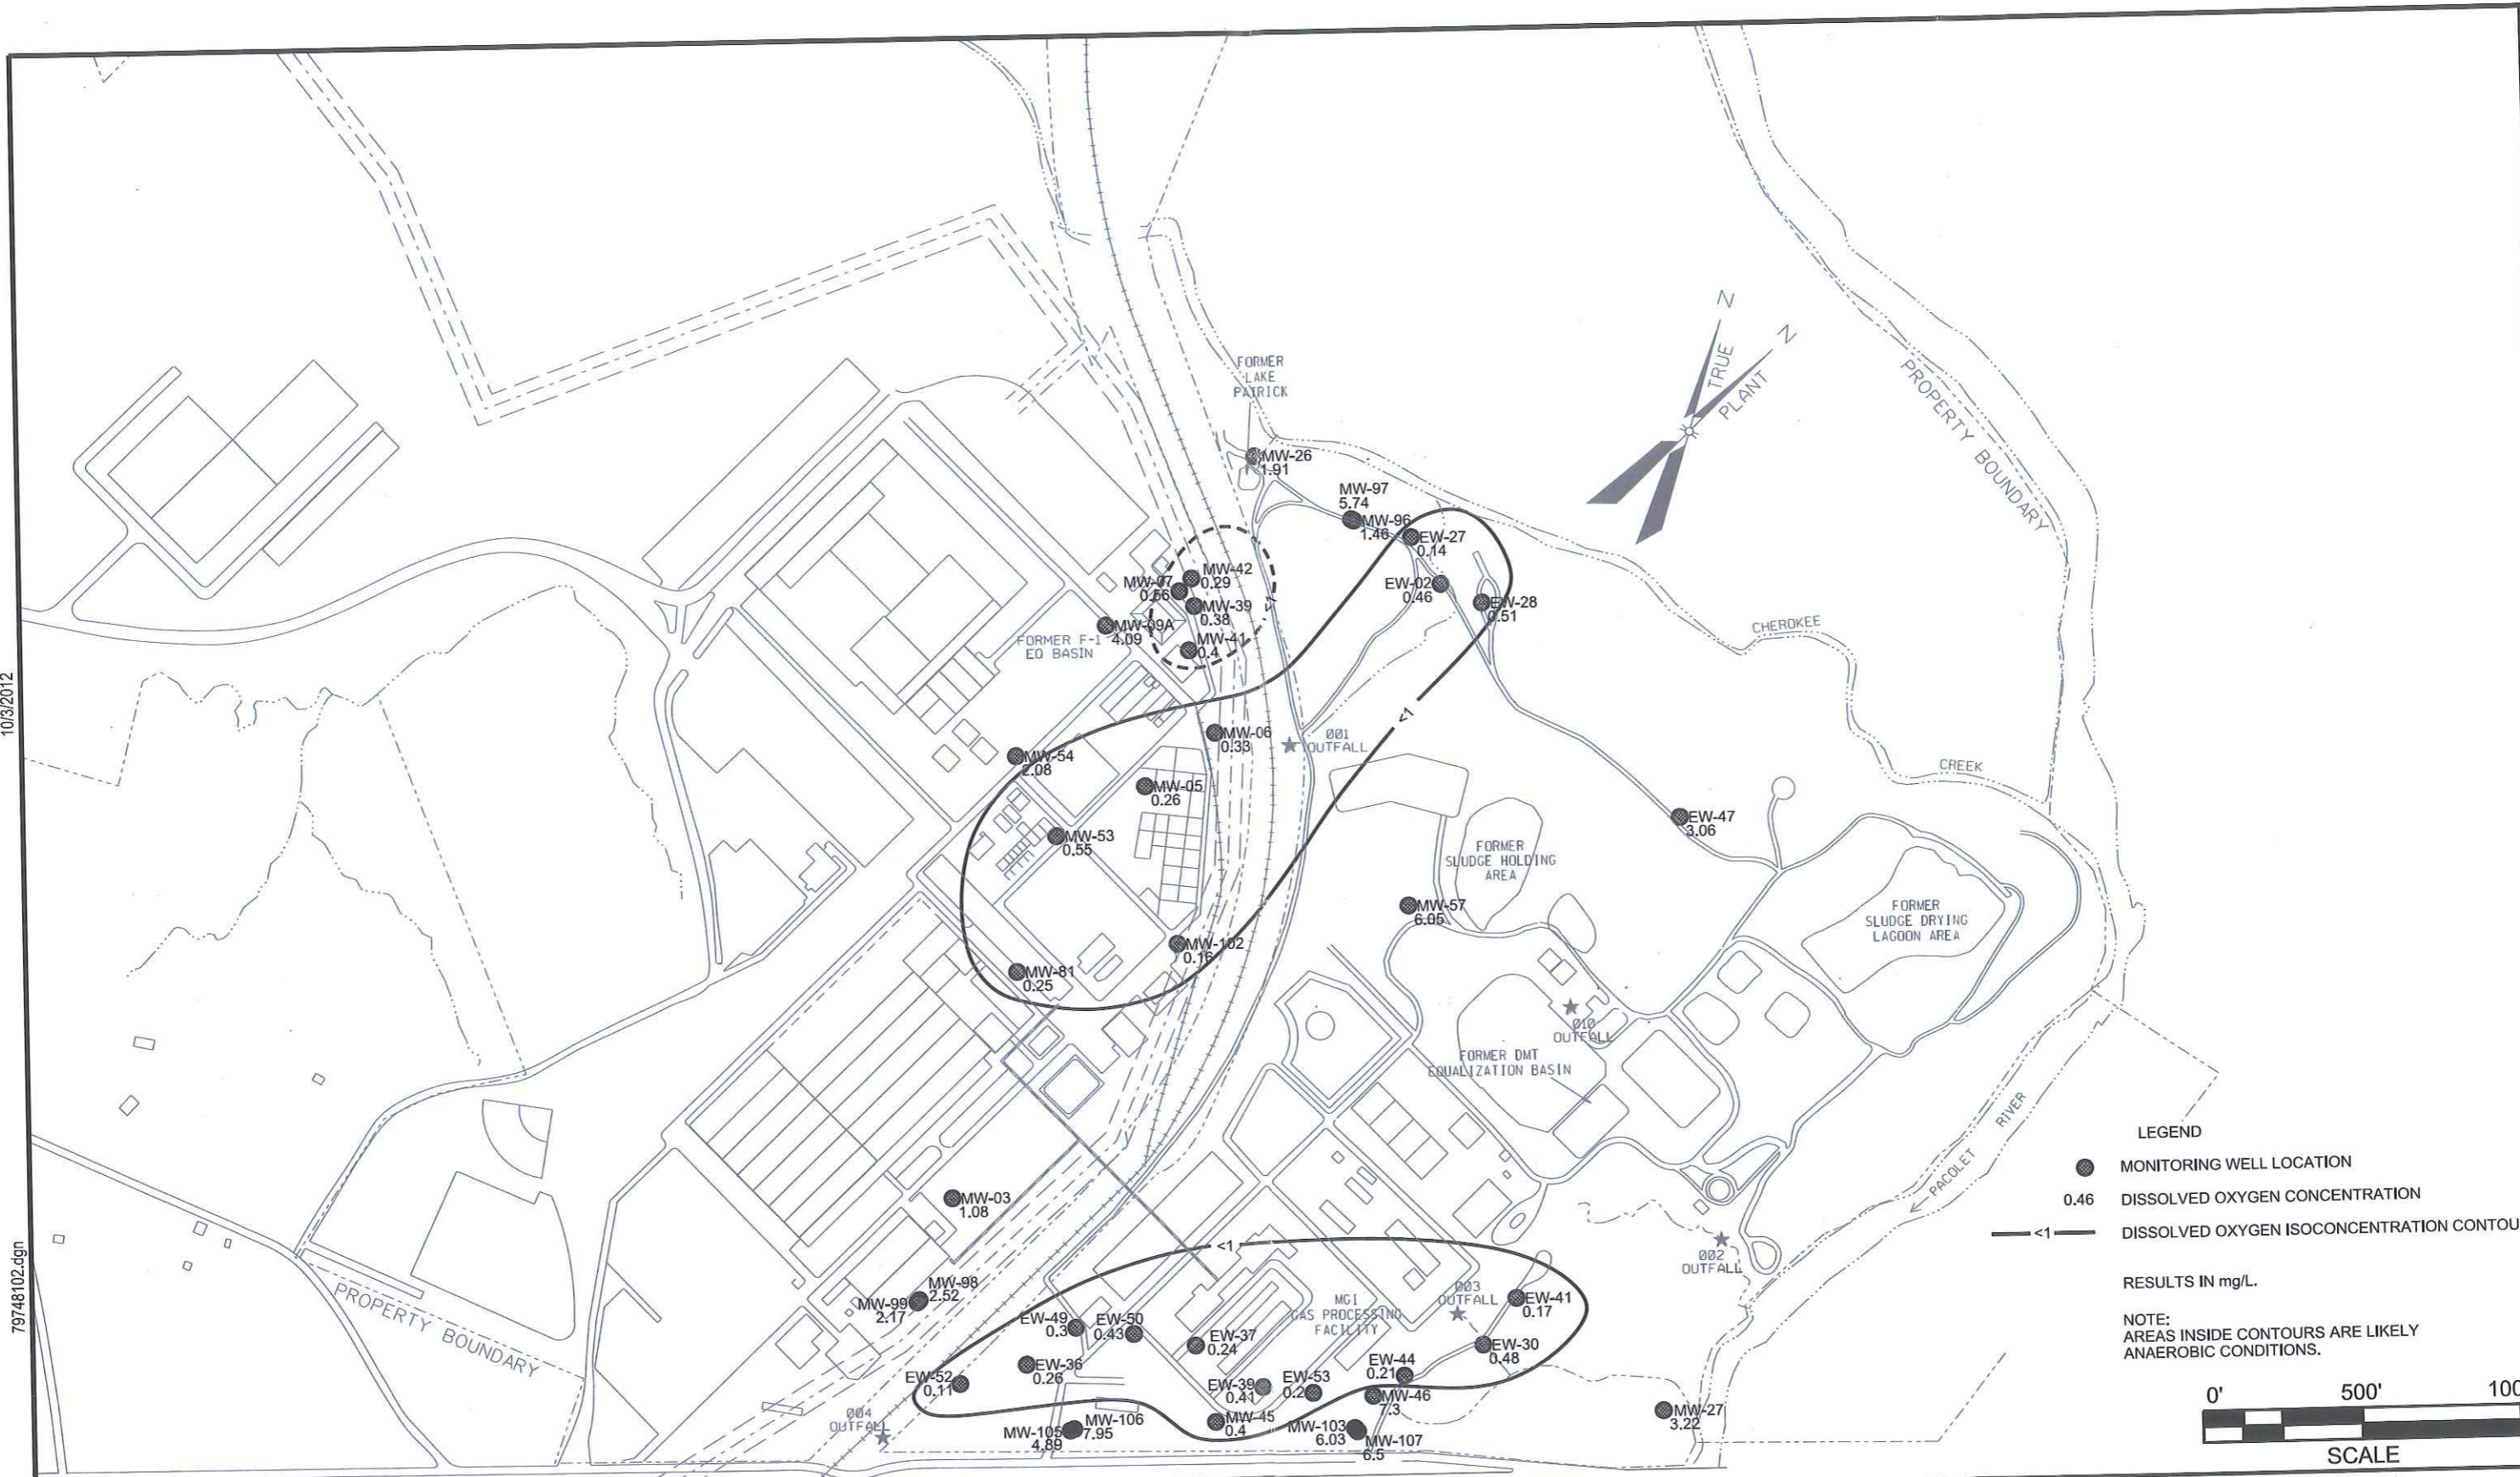 FORMER
LAKE
PATRICK
TRUE
N
PLANT
N
PROPERTY BOUNDARY
MW-26
1.91
MW-97
5.74
MW-96
1.46
EW-27
0.14
EW-02
0.46
EW-28
0.51
MW-42
0.29
MW-07
0.66
MW-39
0.38
MW-09A
4.09
MW-41
0.4
<1
FORMER F-1
EQ BASIN
CHEROKEE
CREEK
MW-06
0.33
001
OUTFALL
<1
MW-54
2.08
MW-05
0.26
MW-53
0.55
EW-47
3.06
FORMER
SLUDGE HOLDING
AREA
MW-57
6.05
FORMER
SLUDGE DRYING
LAGOON AREA
MW-102
0.16
MW-81
0.25
010
OUTFALL
FORMER DMT
EQUALIZATION BASIN
10/3/2012
79748102.dgn
PACOLET RIVER
MW-03
1.08
<1
MW-98
2.52
MW-99
2.17
PROPERTY BOUNDARY
002
OUTFALL
003
OUTFALL
MGI
GAS PROCESSING
FACILITY
EW-41
0.17
EW-49
0.3
EW-50
0.43
EW-37
0.24
EW-30
0.48
EW-36
0.26
EW-44
0.21
EW-52
0.11
EW-39
0.41
EW-53
0.2
MW-46
7.3
004
OUTFALL
MW-105
4.89
MW-106
7.95
MW-45
0.4
MW-103
6.03
MW-107
6.5
MW-27
3.22
LEGEND
MONITORING WELL LOCATION
0.46 DISSOLVED OXYGEN CONCENTRATION
<1 DISSOLVED OXYGEN ISOCONCENTRATION CONTOU
RESULTS IN mg/L.
NOTE:
AREAS INSIDE CONTOURS ARE LIKELY
ANAEROBIC CONDITIONS.
0' 500' 100
SCALE